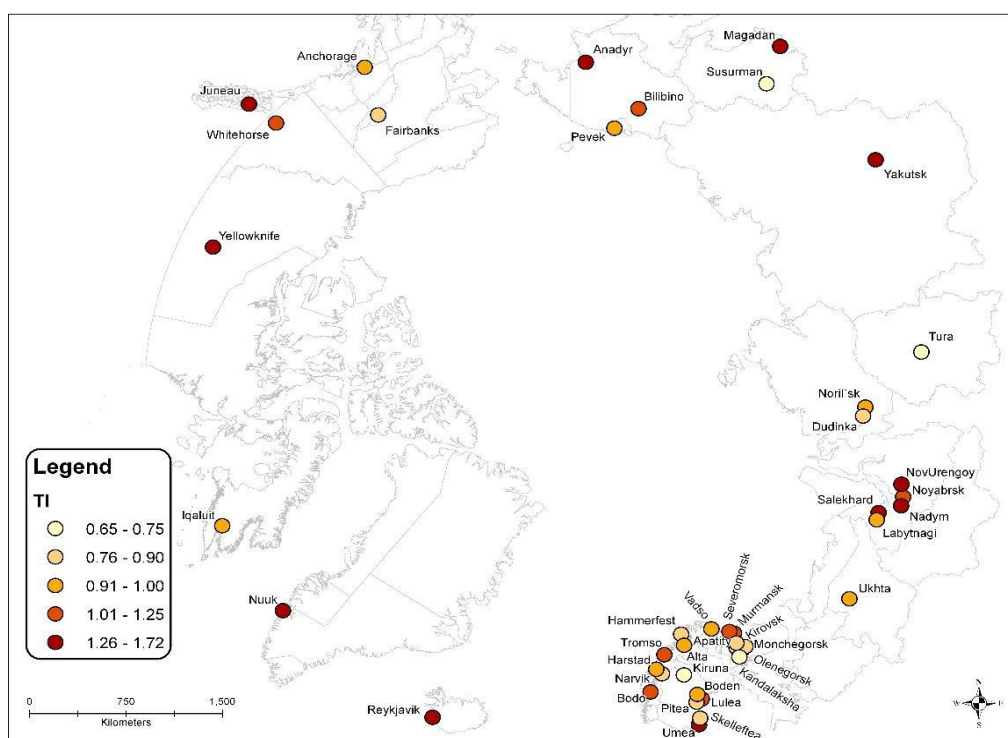 Magadan
Anchorage
Anadyr
Susurman
Juneau
Bilibino
Whitehorse
Fairbanks
Pevek
Yakutsk
Yellowknife
Tura
Noril`sk
Dudinka
Legend
TI
0.65 - 0.75
0.76 - 0.90
0.91 - 1.00
1.01 - 1.25
1.26 - 1.72
NovUrengoy
Noyabrsk
Salekhard
Nadym
Labytnagi
Iqaluit
Ukhta
Nuuk
Vadso
Severomorsk
Murmansk
Hammerfest
Kirovsk
Tromso
Apatity
Monchegorsk
Alta
Olenegorsk
Harstad
Kiruna
Kandalaksha
Narvik
Boden
Bodo
Lulea
Pitea
Skelleftea
Umea
Reykjavik
0 750 1,500
Kilometers
N
W E
S